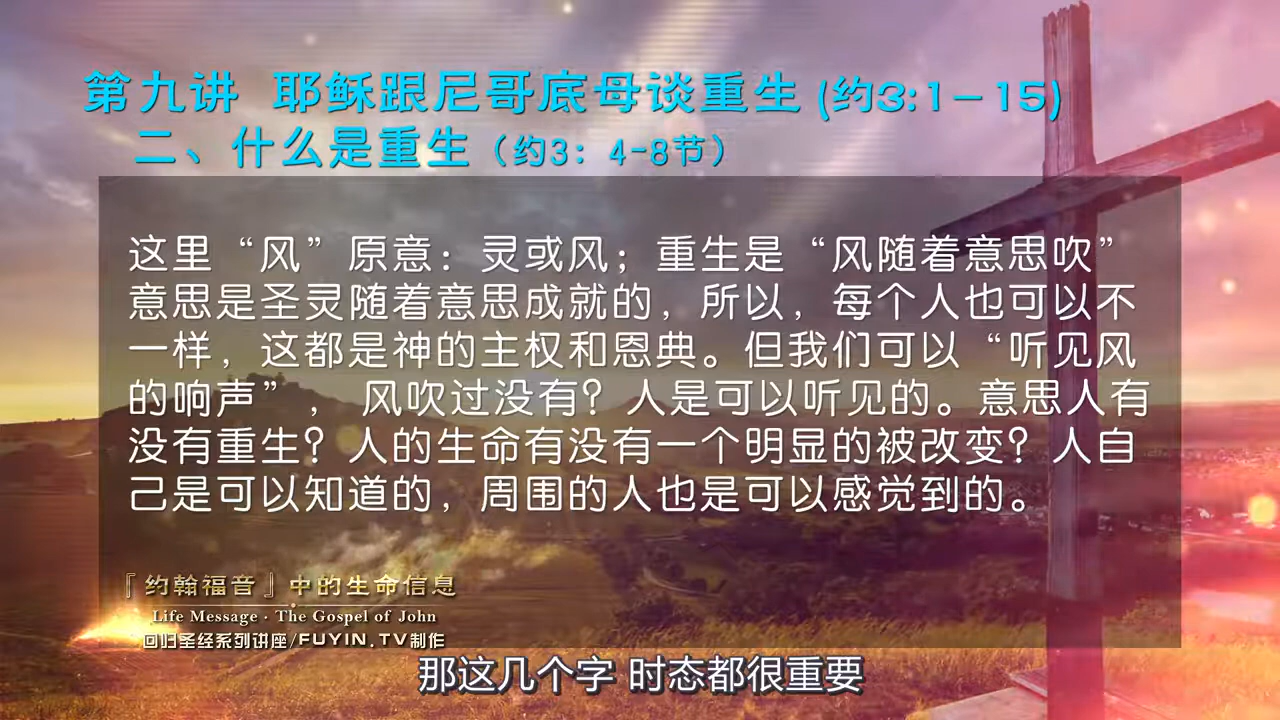 第九讲 耶稣跟尼哥底母谈重生 (约3:1-15)
二、什么是重生（约3：4-8节）
这里“风”原意：灵或风；重生是“风随着意思吹”
意思是圣灵随着意思成就的，所以，每个人也可以不
一样，这都是神的主权和恩典。但我们可以“听见风
的响声”， 风吹过没有？人是可以听见的。意思人有
没有重生？人的生命有没有一个明显的被改变？人自
己是可以知道的，周围的人也是可以感觉到的。
『约翰福音』中的生命信息
Life Message · The Gospel of John
回归圣经系列讲座/FUYIN.TV制作
那这几个字 时态都很重要